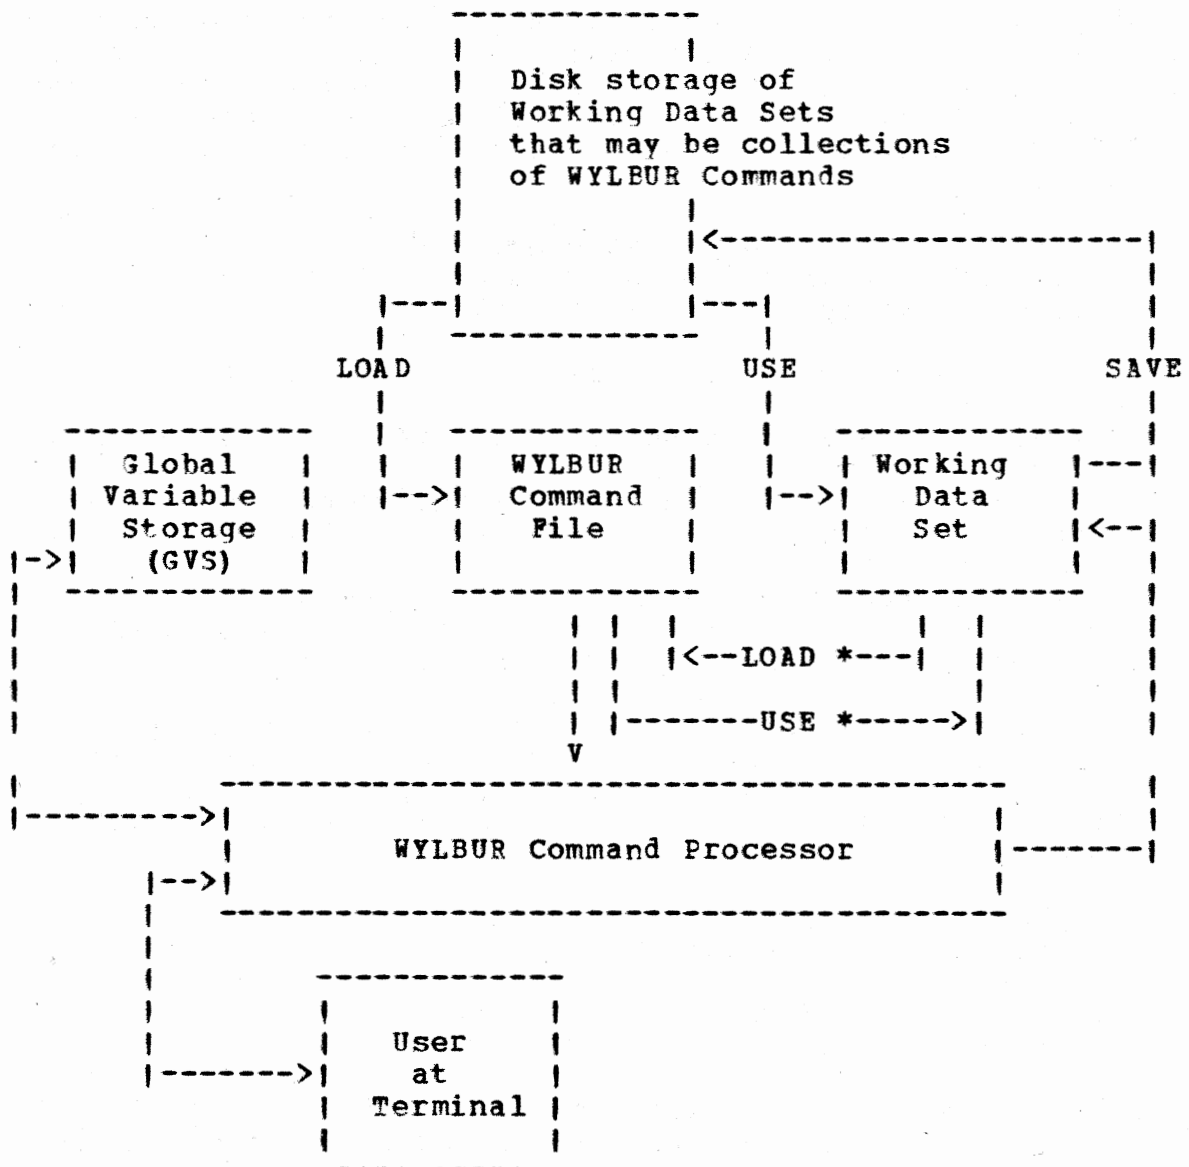 Disk storage of
Working Data Sets
that may be collections
of WYLBUR Commands
LOAD
USE
SAVE
Global
Variable
Storage
(GVS)
WYLBUR
Command
File
Working
Data
Set
<--LOAD *---
-------USE *----->
V
WYLBUR Command Processor
User
at
Terminal